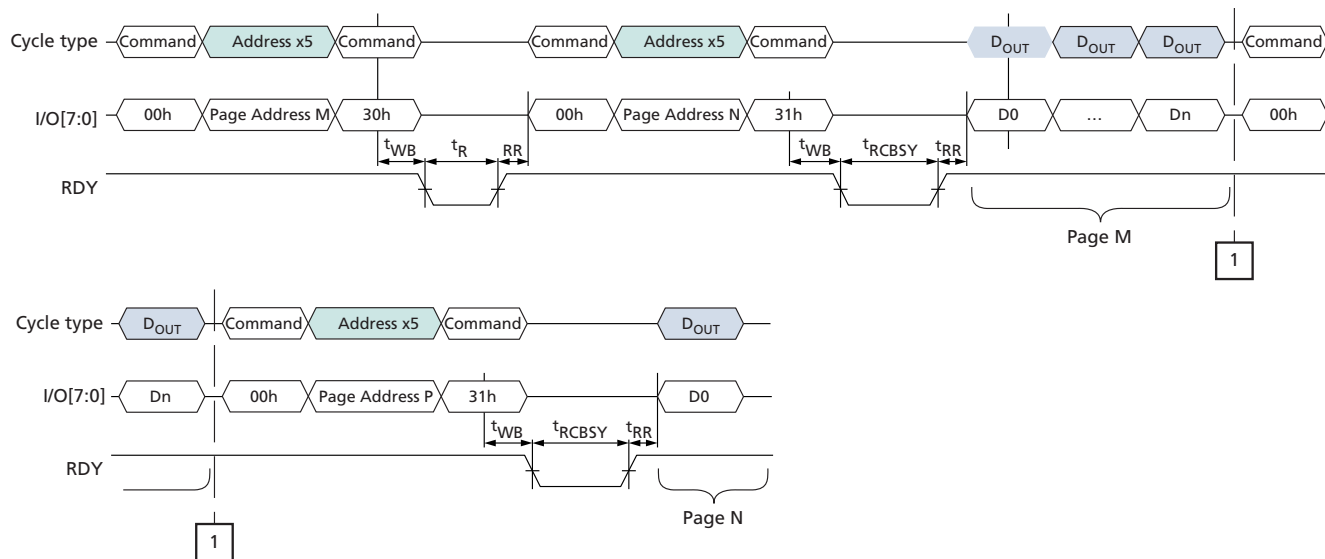 Cycle type Command Address x5 Command Command Address x5 Command DOUT DOUT DOUT Command
I/O[7:0] 00h Page Address M 30h 00h Page Address N 31h D0 … Dn 00h
tWB tR RR tWB tRCBSY tRR
RDY
Page M
1
Cycle type DOUT Command Address x5 Command DOUT
I/O[7:0] Dn 00h Page Address P 31h D0
tWB tRCBSY tRR
RDY
Page N
1